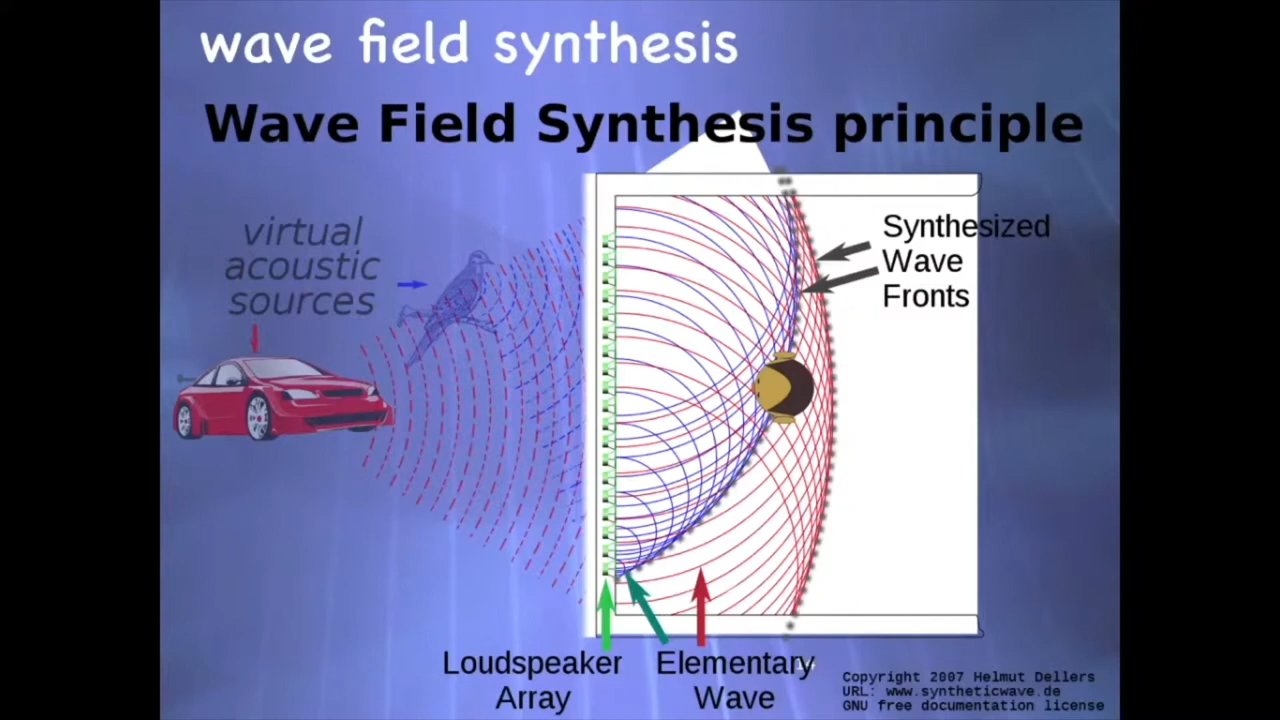 wave field synthesis
Wave Field Synthesis principle
virtual
acoustic
sources
Synthesized
Wave
Fronts
Loudspeaker
Array
Elementary
Wave
Copyright 2007 Helmut Dellers
URL: www.syntheticwave.de
GNU free documentation license